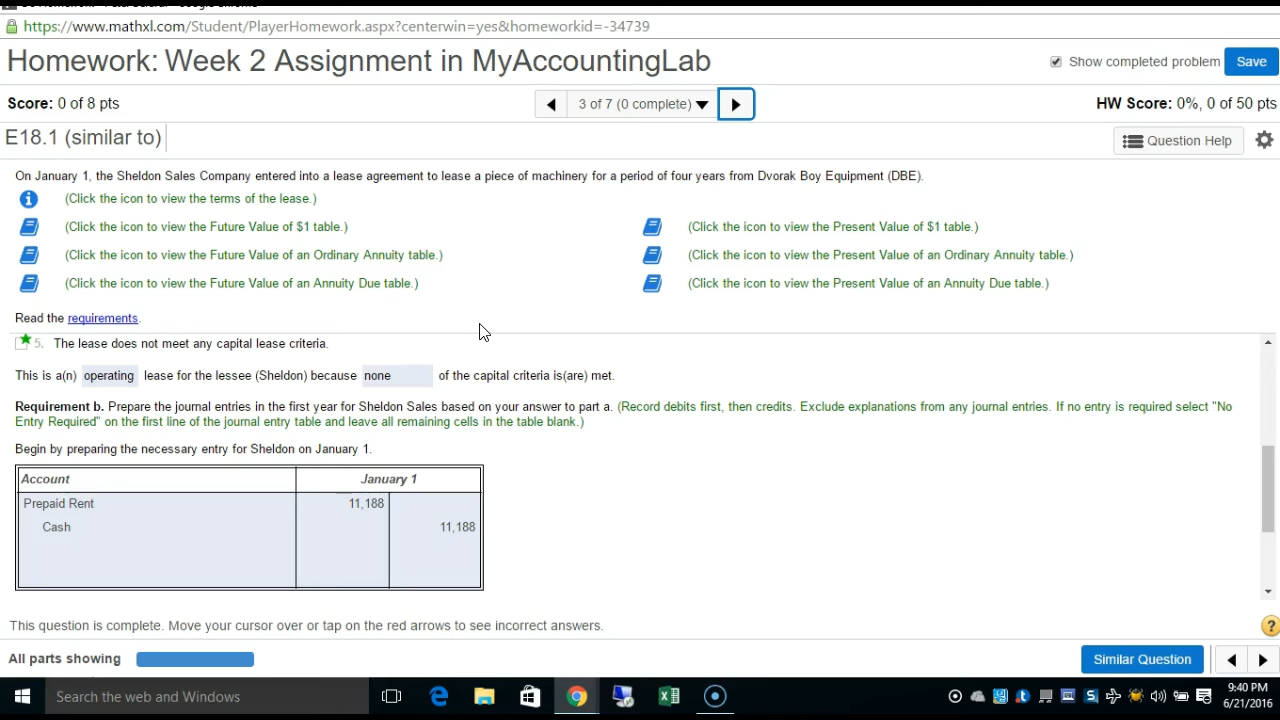 https://www.mathxl.com/Student/PlayerHomework.aspx?centerwin=yes&homeworkid=-34739
Homework: Week 2 Assignment in MyAccountingLab
Show completed problem Save
Score: 0 of 8 pts
3 of 7 (0 complete)
HW Score: 0%, 0 of 50 pts
E18.1 (similar to)
Question Help
On January 1, the Sheldon Sales Company entered into a lease agreement to lease a piece of machinery for a period of four years from Dvorak Boy Equipment (DBE).
(Click the icon to view the terms of the lease.)
(Click the icon to view the Future Value of $1 table.) (Click the icon to view the Present Value of $1 table.)
(Click the icon to view the Future Value of an Ordinary Annuity table.) (Click the icon to view the Present Value of an Ordinary Annuity table.)
(Click the icon to view the Future Value of an Annuity Due table.) (Click the icon to view the Present Value of an Annuity Due table.)
Read the requirements.
5. The lease does not meet any capital lease criteria.
This is a(n) operating lease for the lessee (Sheldon) because none of the capital criteria is(are) met.
Requirement b. Prepare the journal entries in the first year for Sheldon Sales based on your answer to part a. (Record debits first, then credits. Exclude explanations from any journal entries. If no entry is required select "No
Entry Required" on the first line of the journal entry table and leave all remaining cells in the table blank.)
Begin by preparing the necessary entry for Sheldon on January 1.
Account January 1
Prepaid Rent 11,188
Cash 11,188
This question is complete. Move your cursor over or tap on the red arrows to see incorrect answers.
?
All parts showing
Similar Question
Search the web and Windows
9:40 PM
6/21/2016